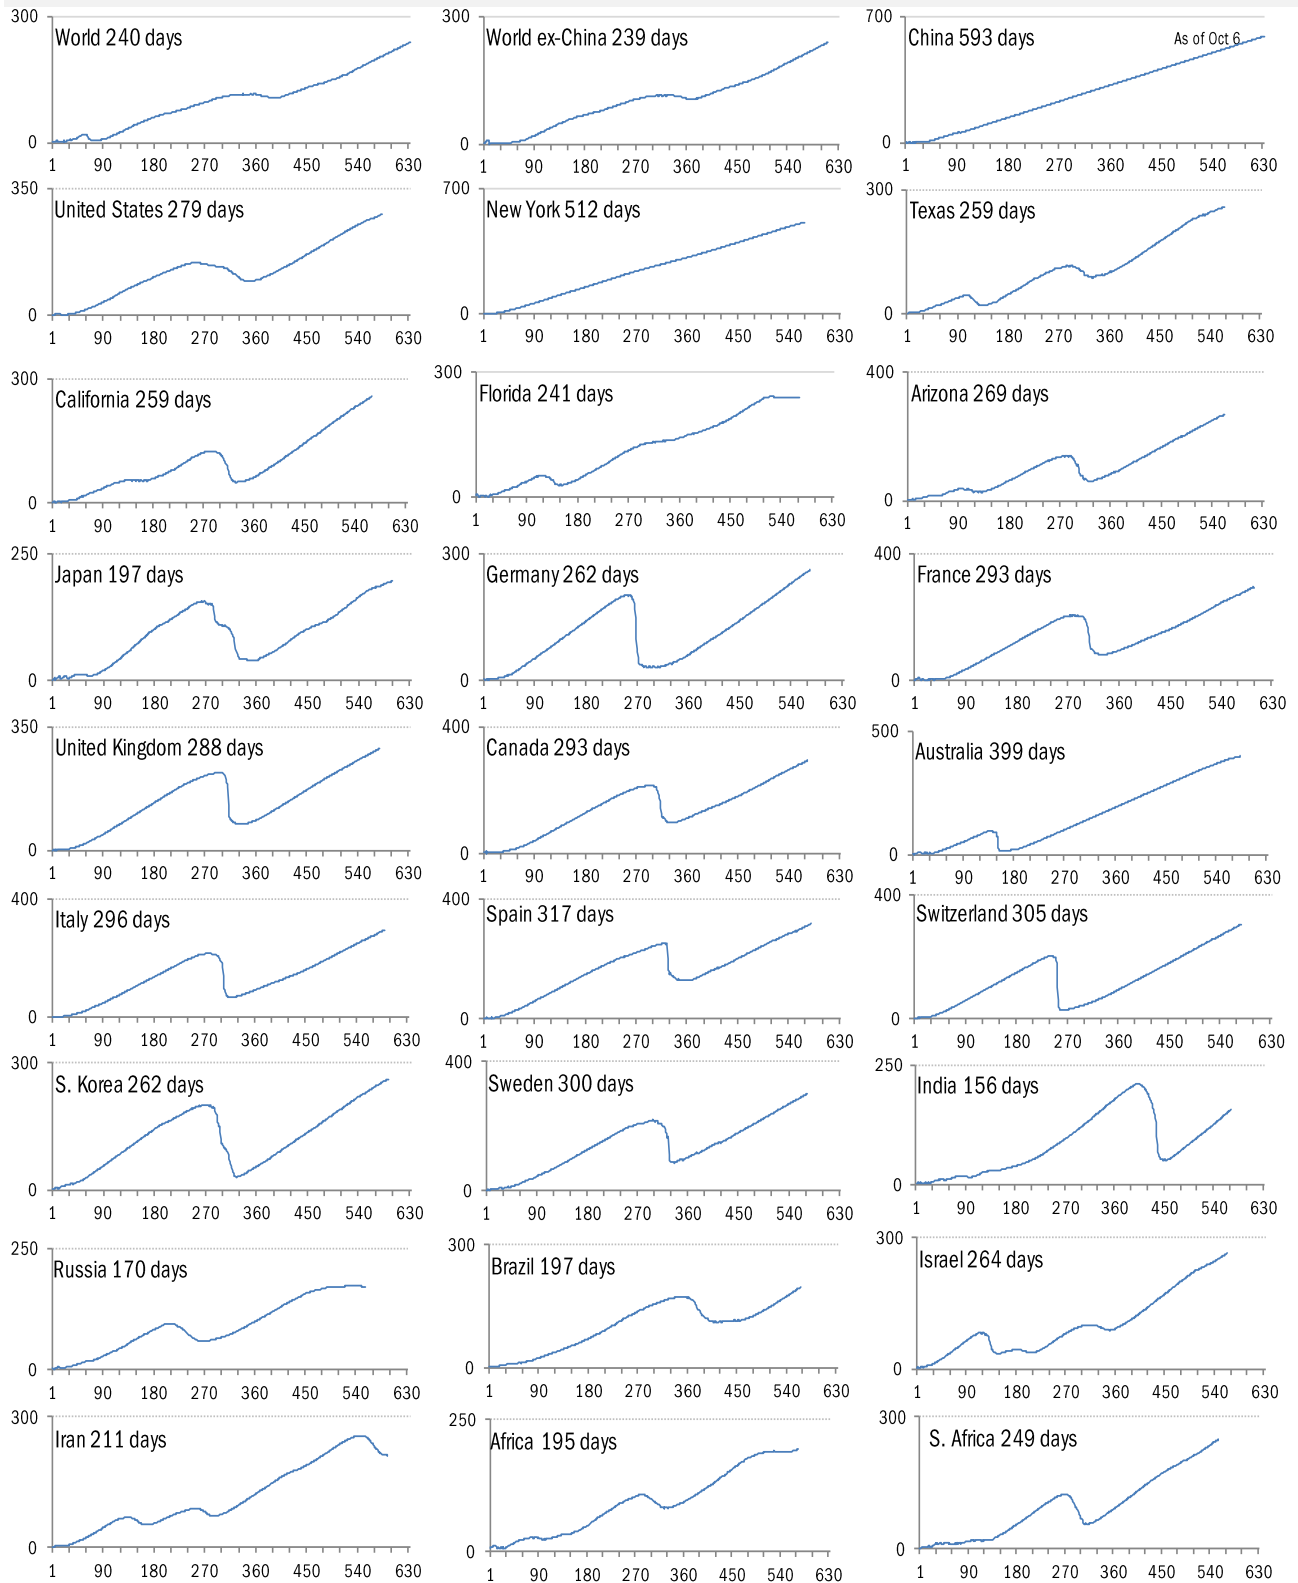 300 300 700
World 240 days World ex-China 239 days China 593 days As of Oct 6
0 0 0
1 90 180 270 360 450 540 630 1 90 180 270 360 450 540 630 1 90 180 270 360 450 540 630
350 700 300
United States 279 days New York 512 days Texas 259 days
0 0 0
1 90 180 270 360 450 540 630 1 90 180 270 360 450 540 630 1 90 180 270 360 450 540 630
300 300 400
California 259 days Florida 241 days Arizona 269 days
0 0 0
1 90 180 270 360 450 540 630 1 90 180 270 360 450 540 630 1 90 180 270 360 450 540 630
250 300 400
Japan 197 days Germany 262 days France 293 days
0 0 0
1 90 180 270 360 450 540 630 1 90 180 270 360 450 540 630 1 90 180 270 360 450 540 630
350 400 500
United Kingdom 288 days Canada 293 days Australia 399 days
0 0 0
1 90 180 270 360 450 540 630 1 90 180 270 360 450 540 630 1 90 180 270 360 450 540 630
400 400 400
Italy 296 days Spain 317 days Switzerland 305 days
0 0 0
1 90 180 270 360 450 540 630 1 90 180 270 360 450 540 630 1 90 180 270 360 450 540 630
300 400 250
S. Korea 262 days Sweden 300 days India 156 days
0 0 0
1 90 180 270 360 450 540 630 1 90 180 270 360 450 540 630 1 90 180 270 360 450 540 630
250 300 300
Russia 170 days Brazil 197 days Israel 264 days
0 0 0
1 90 180 270 360 450 540 630 1 90 180 270 360 450 540 630 1 90 180 270 360 450 540 630
300 250 300
Iran 211 days Africa 195 days S. Africa 249 days
0 0 0
1 90 180 270 360 450 540 630 1 90 180 270 360 450 540 630 1 90 180 270 360 450 540 630